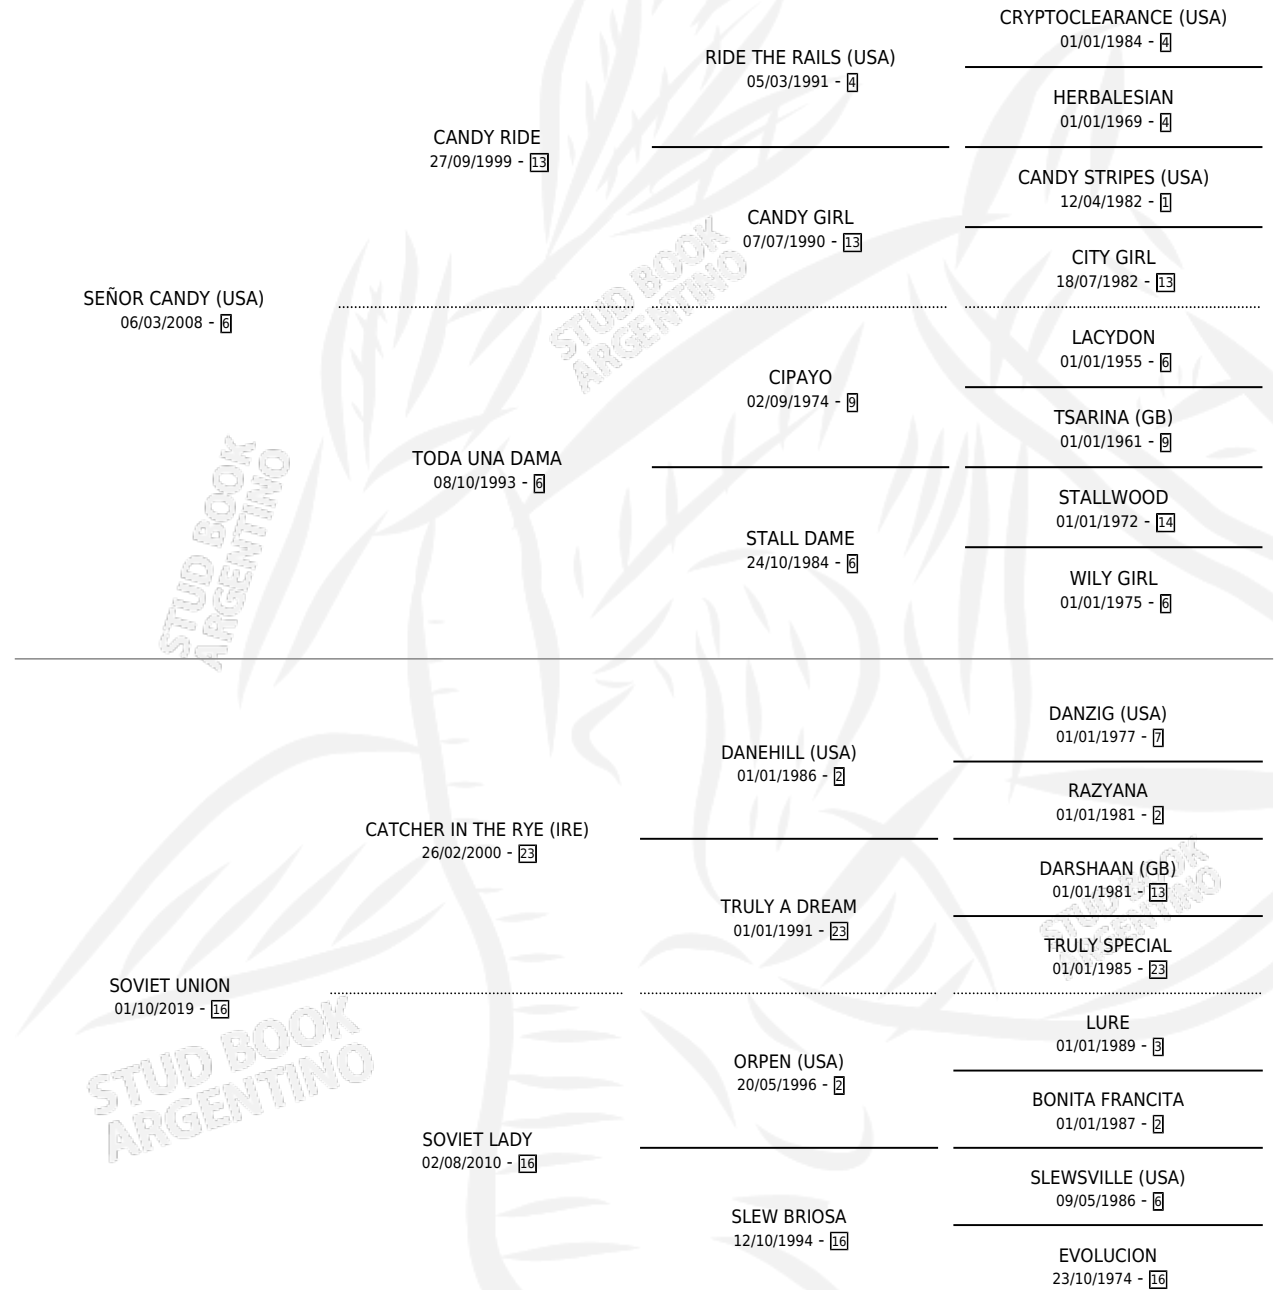 CRYPTOCLEARANCE (USA)
01/01/1984 - 4
RIDE THE RAILS (USA)
05/03/1991 - 4
HERBALESIAN
01/01/1969 - 4
CANDY RIDE
27/09/1999 - 13
CANDY STRIPES (USA)
12/04/1982 - 1
CANDY GIRL
07/07/1990 - 13
CITY GIRL
18/07/1982 - 13
SEÑOR CANDY (USA)
06/03/2008 - 6
LACYDON
01/01/1955 - 6
CIPAYO
02/09/1974 - 9
TSARINA (GB)
01/01/1961 - 9
TODA UNA DAMA
08/10/1993 - 6
STALLWOOD
01/01/1972 - 14
STALL DAME
24/10/1984 - 6
WILY GIRL
01/01/1975 - 6
STUD BOOK
ARGENTINO
STUD BOOK
ARGENTINO
DANZIG (USA)
01/01/1977 - 7
DANEHILL (USA)
01/01/1986 - 2
RAZYANA
01/01/1981 - 2
CATCHER IN THE RYE (IRE)
26/02/2000 - 23
DARSHAAN (GB)
01/01/1981 - 13
TRULY A DREAM
01/01/1991 - 23
TRULY SPECIAL
01/01/1985 - 23
STUD BOOK
ARGENTINO
SOVIET UNION
01/10/2019 - 16
LURE
01/01/1989 - 3
ORPEN (USA)
20/05/1996 - 2
BONITA FRANCITA
01/01/1987 - 2
STUD BOOK
ARGENTINO
SOVIET LADY
02/08/2010 - 16
SLEWSVILLE (USA)
09/05/1986 - 6
SLEW BRIOSA
12/10/1994 - 16
EVOLUCION
23/10/1974 - 16